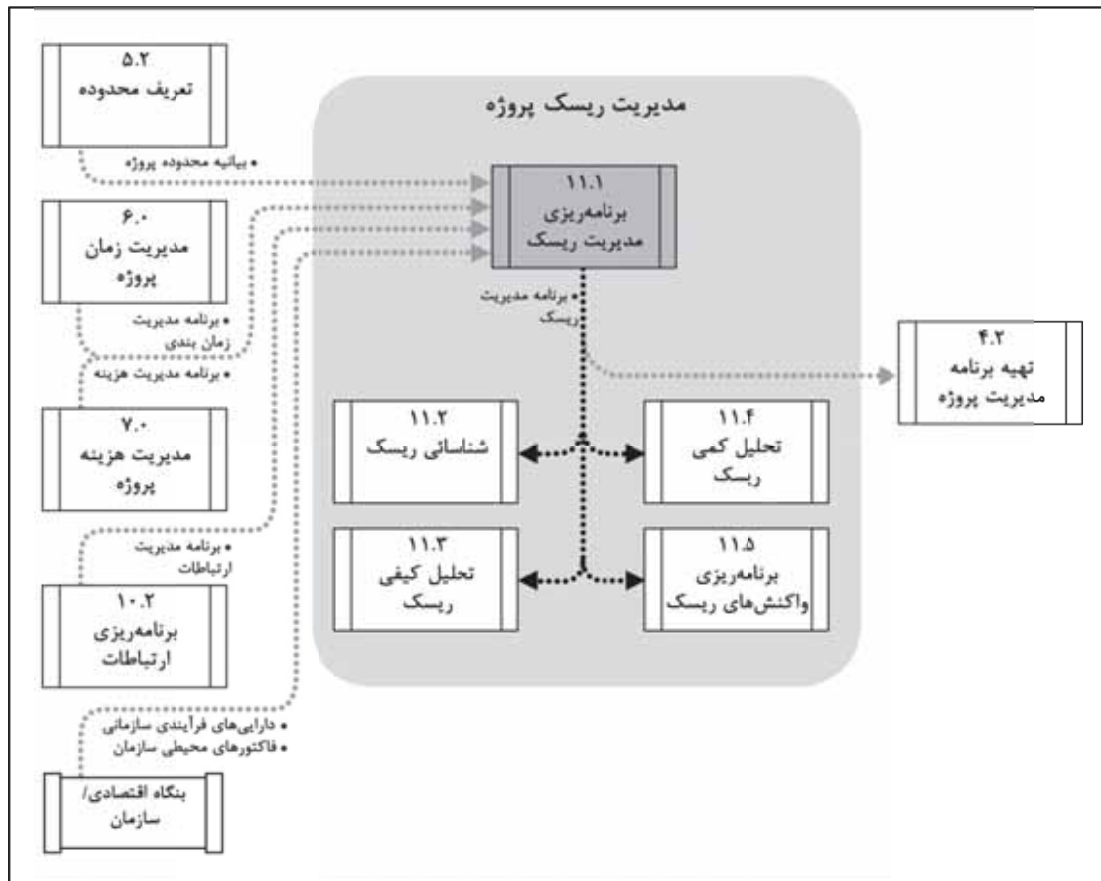 مدیریت ریسک پروژه
۵.۲
تعریف محدوده
• بیانیه محدوده پروژه
۱۱.۱
برنامه‌ریزی
مدیریت ریسک
۶.۰
مدیریت زمان
پروژه
• برنامه مدیریت
زمان بندی
• برنامه مدیریت هزینه
• برنامه مدیریت
ریسک
۴.۲
تهیه برنامه
مدیریت پروژه
۷.۰
مدیریت هزینه
پروژه
۱۱.۲
شناسائی ریسک
۱۱.۴
تحلیل کمی
ریسک
• برنامه مدیریت
ارتباطات
۱۱.۳
تحلیل کیفی
ریسک
۱۱.۵
برنامه‌ریزی
واکنش‌های ریسک
۱۰.۲
برنامه‌ریزی
ارتباطات
• دارایی‌های فرآیندی سازمانی
• فاکتورهای محیطی سازمان
بنگاه اقتصادی/
سازمان